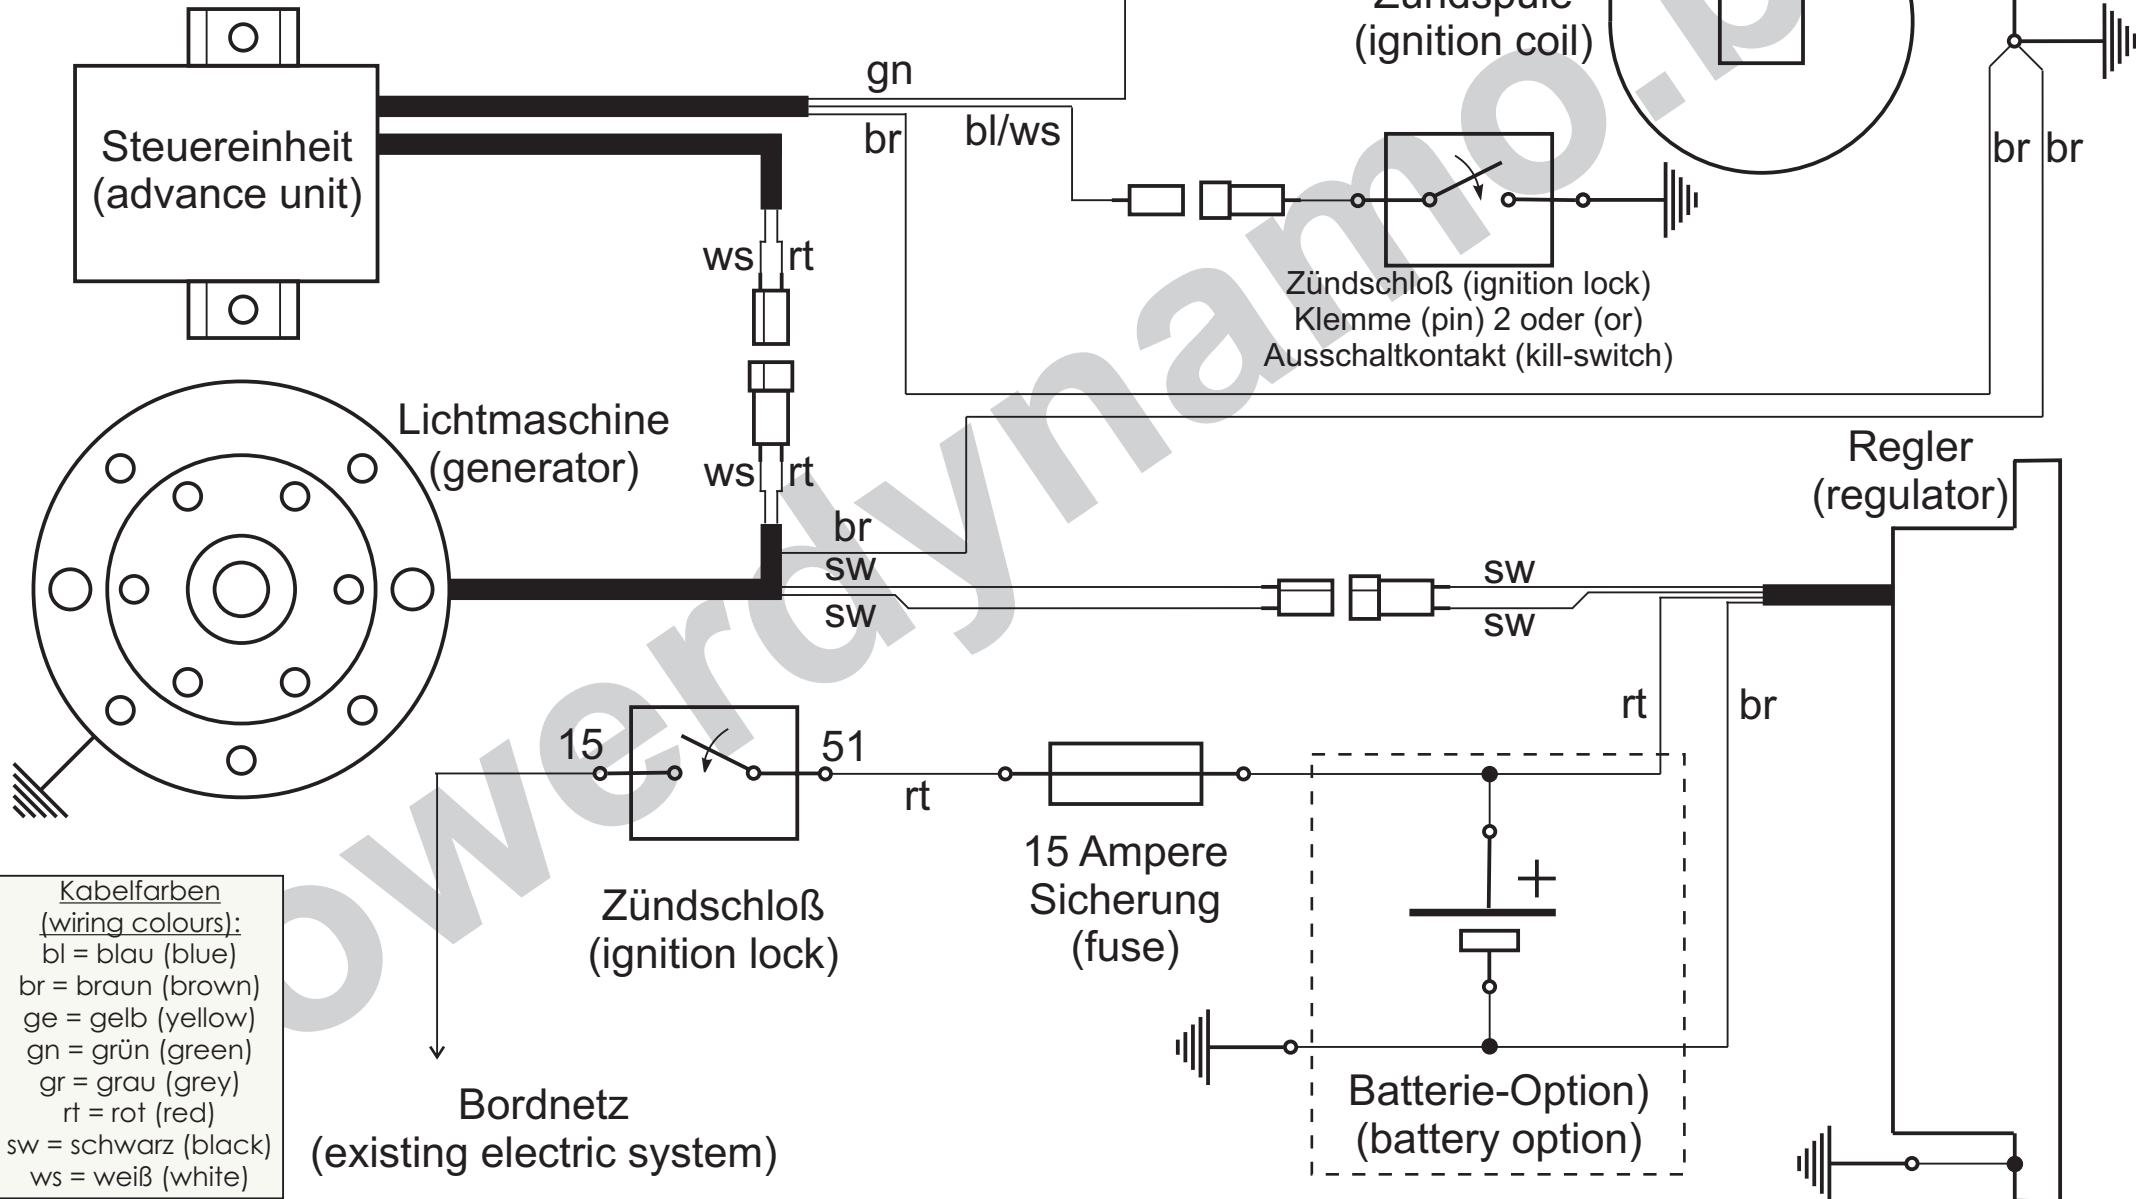 Zündspule
(ignition coil)
gn
br
bl/ws
Steuereinheit
(advance unit)
br br
ws rt
Zündschloß (ignition lock)
Klemme (pin) 2 oder (or)
Ausschaltkontakt (kill-switch)
Lichtmaschine
(generator)
ws rt
Regler
(regulator)
br
sw
sw
sw
sw
rt
br
15
51
rt
15 Ampere
Sicherung
(fuse)
Zündschloß
(ignition lock)
Kabelfarben
(wiring colours):
bl = blau (blue)
br = braun (brown)
ge = gelb (yellow)
gn = grün (green)
gr = grau (grey)
rt = rot (red)
sw = schwarz (black)
ws = weiß (white)
Bordnetz
(existing electric system)
+
Batterie-Option)
(battery option)
owerdynamo.b